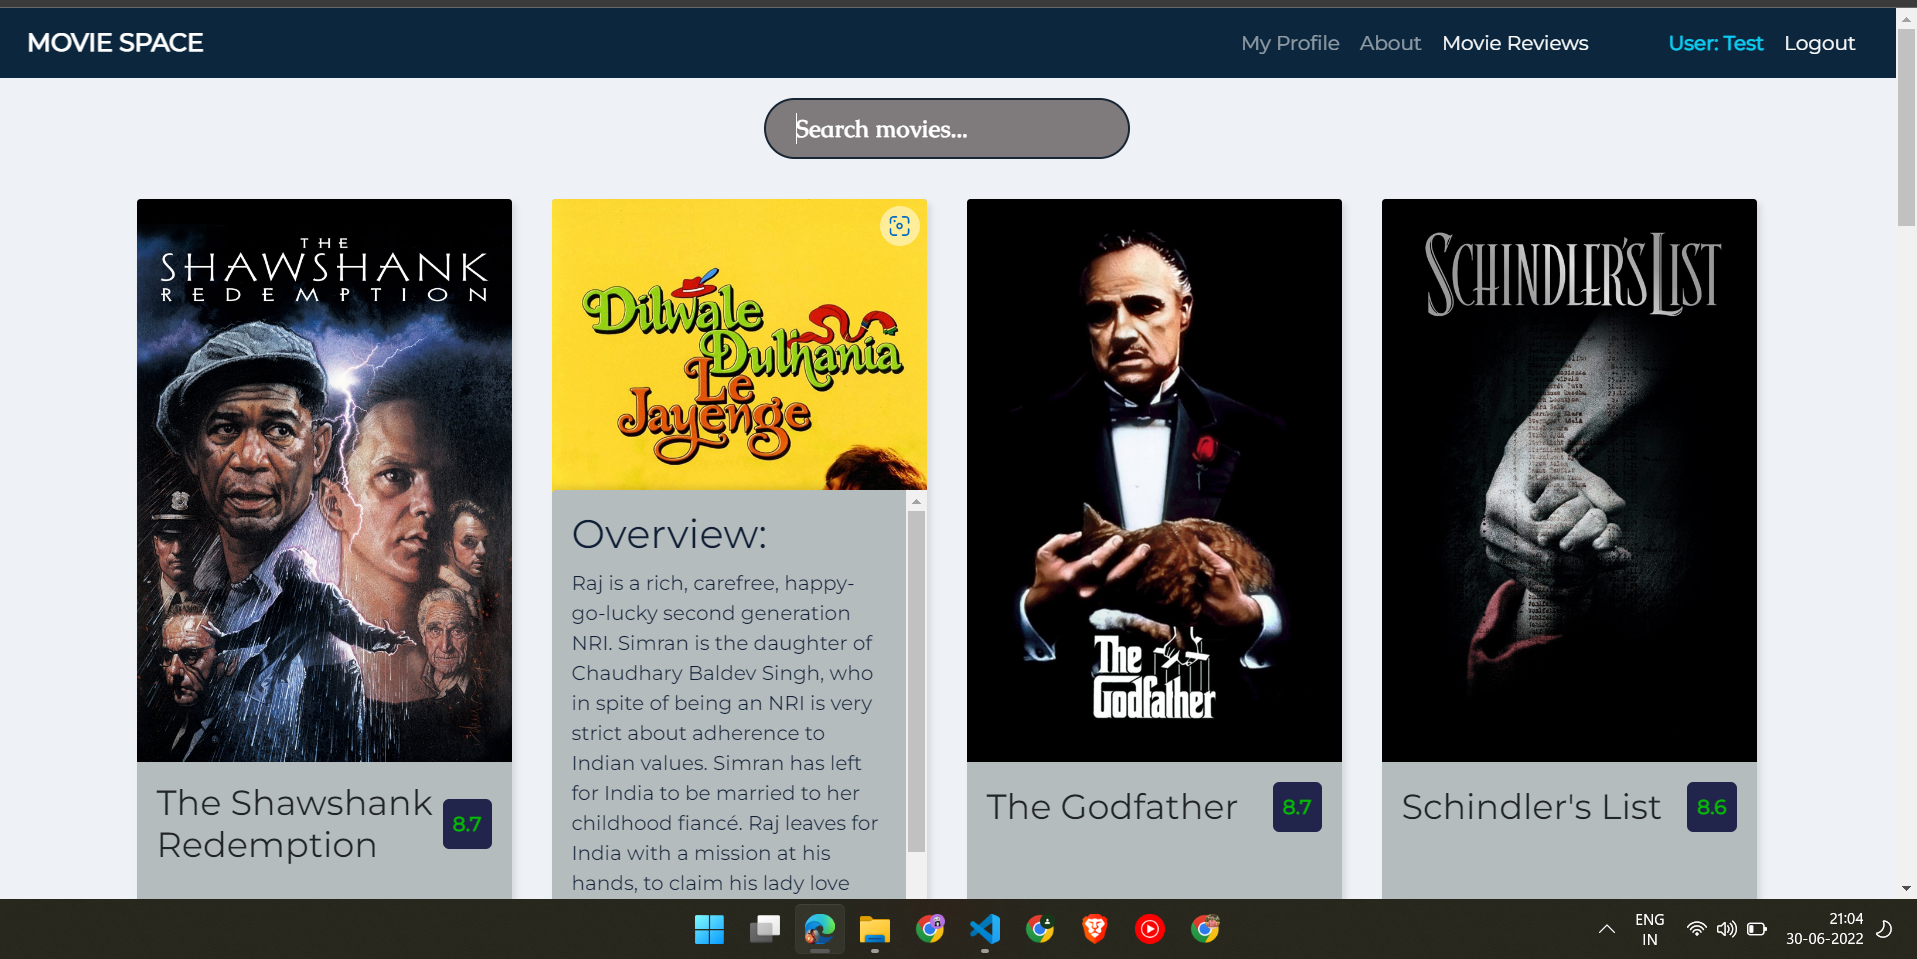 MOVIE SPACE
My Profile
About
Movie Reviews
User: Test
Logout
Search movies...
THE
SHAWSHANK
REDEMPTION
The Shawshank
Redemption
8.7
Dilwale
Dulhania
Le
Jayenge
Overview:
Raj is a rich, carefree, happy-
go-lucky second generation
NRI. Simran is the daughter of
Chaudhary Baldev Singh, who
in spite of being an NRI is very
strict about adherence to
Indian values. Simran has left
for India to be married to her
childhood fiancé. Raj leaves for
India with a mission at his
hands, to claim his lady love
The
Godfather
The Godfather
8.7
SCHINDLER'S LIST
Schindler's List
8.6
ENG
IN
21:04
30-06-2022